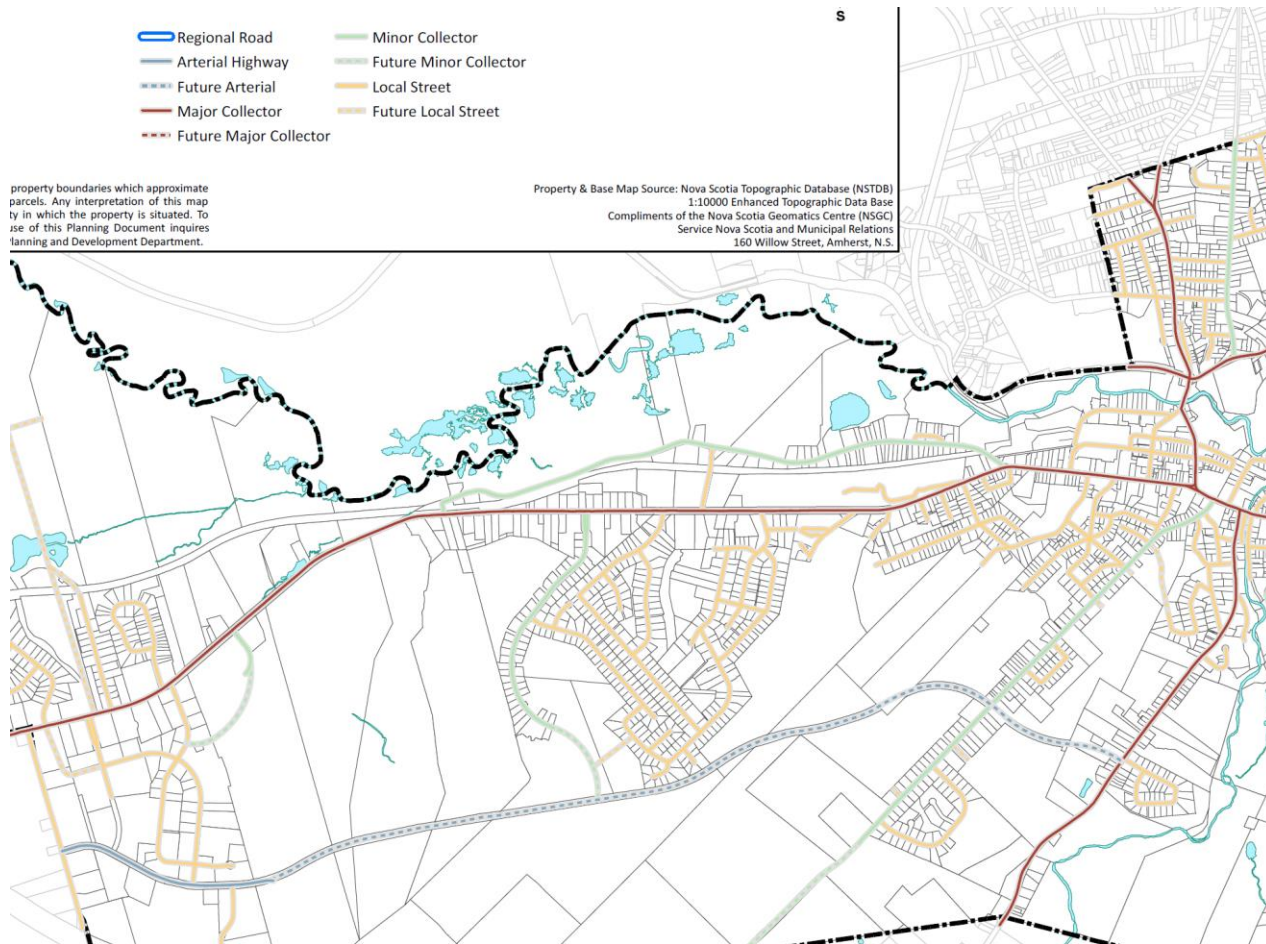 S
Regional Road
Arterial Highway
Future Arterial
Major Collector
Future Major Collector
Minor Collector
Future Minor Collector
Local Street
Future Local Street
property boundaries which approximate
parcels. Any interpretation of this map
ty in which the property is situated. To
use of this Planning Document inquires
Planning and Development Department.
Property & Base Map Source: Nova Scotia Topographic Database (NSTDB)
1:10000 Enhanced Topographic Data Base
Compliments of the Nova Scotia Geomatics Centre (NSGC)
Service Nova Scotia and Municipal Relations
160 Willow Street, Amherst, N.S.